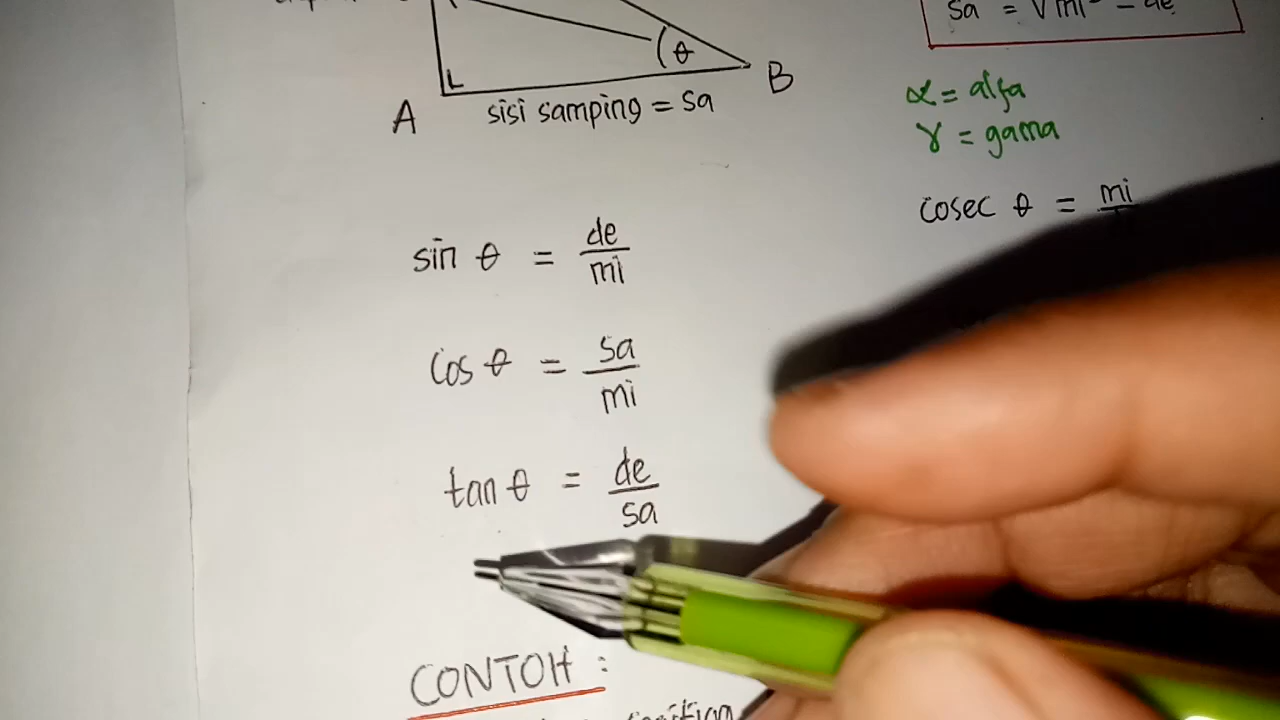 θ
B
A
sisi samping = sa
α = alfa
γ = gama
cosec θ = mi
sin θ = de/mi
cos θ = sa/mi
tan θ = de/sa
CONTOH :